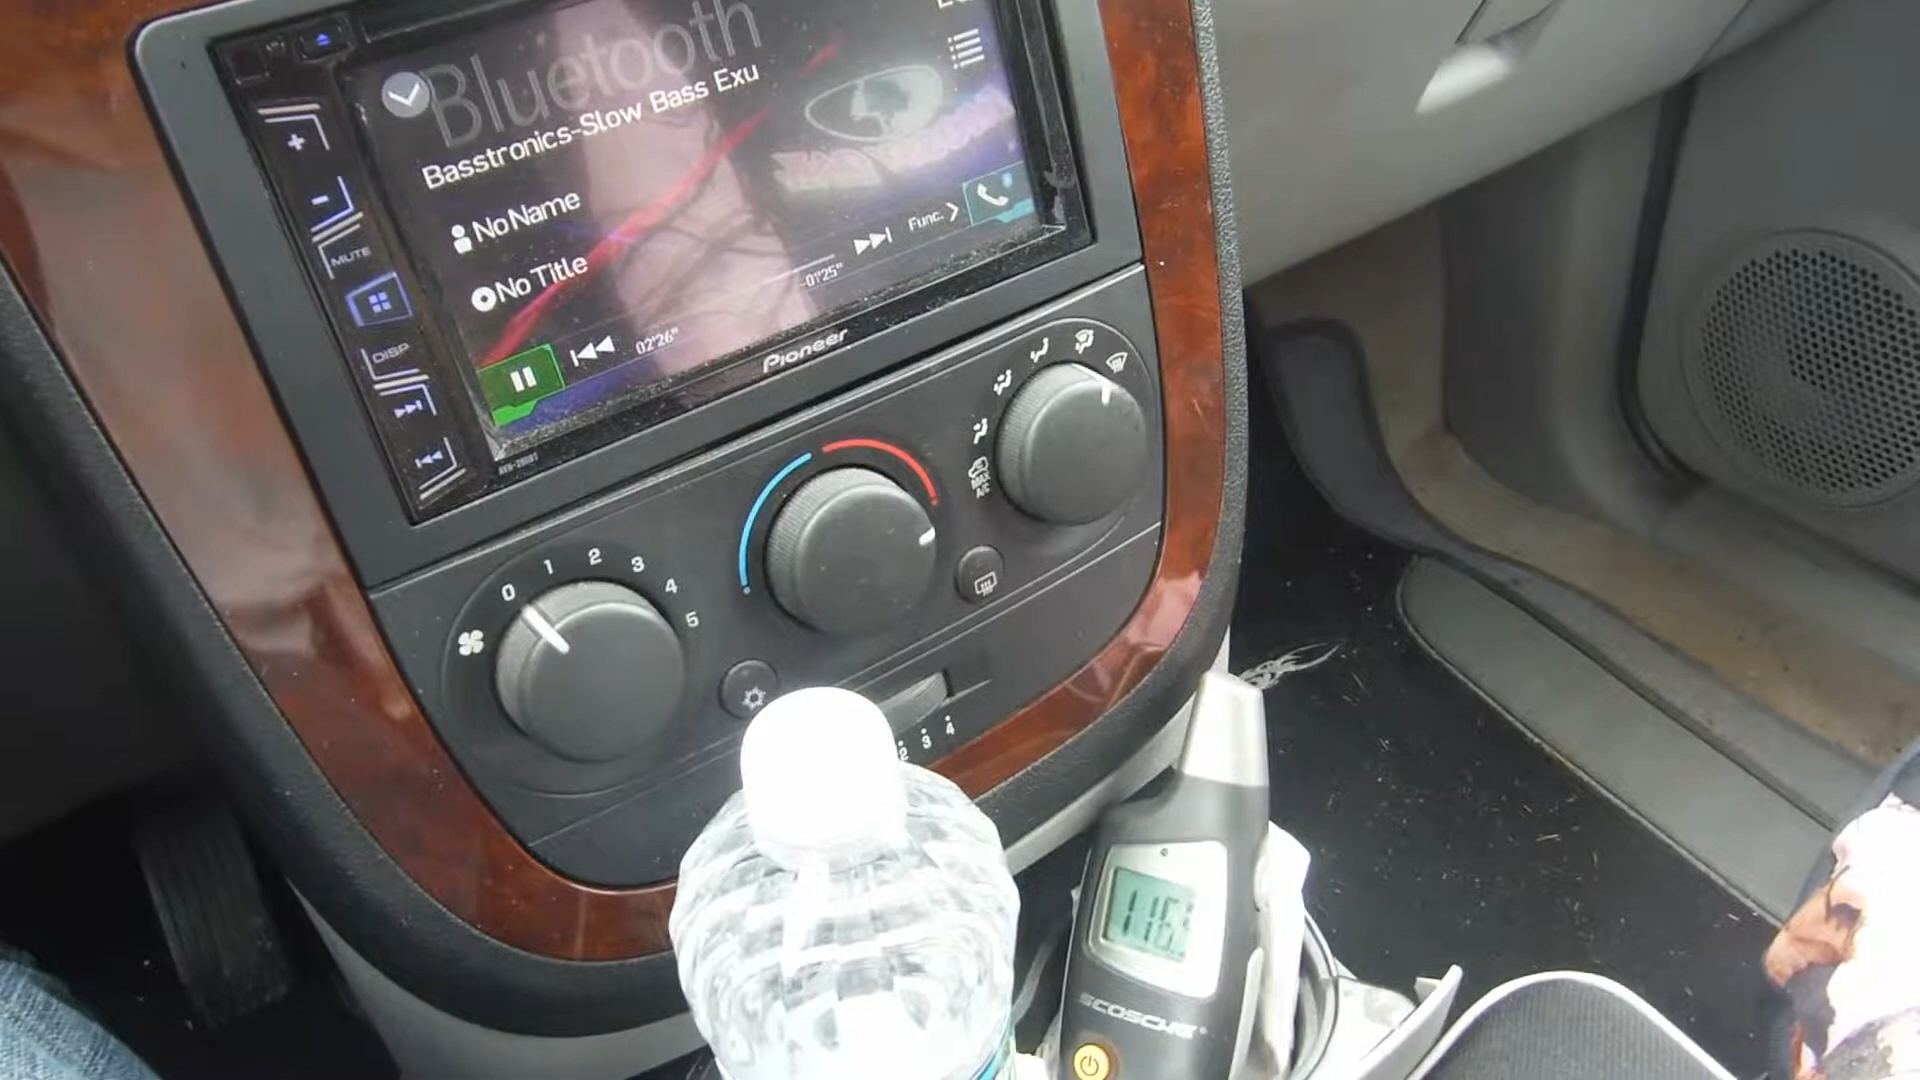 Bluetooth
Basstronics-Slow Bass Exu
No Name
No Title
02'26"
-01'25"
Func.
MUTE
DISP
Pioneer
0 1 2 3 4 5
MAX
A/C
2 3 4
SCOSCHE